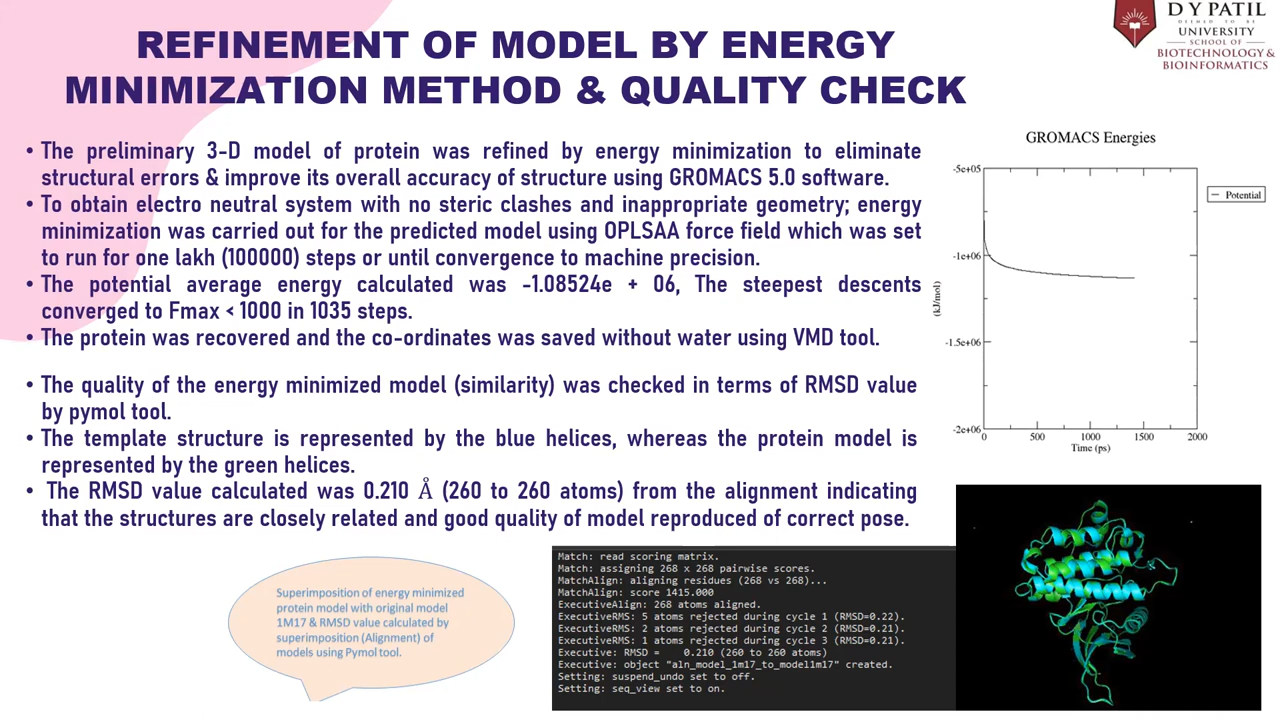 REFINEMENT OF MODEL BY ENERGY
MINIMIZATION METHOD & QUALITY CHECK
D Y PATIL
DEEMED TO BE
UNIVERSITY
SCHOOL OF
BIOTECHNOLOGY &
BIOINFORMATICS
• The preliminary 3-D model of protein was refined by energy minimization to eliminate
structural errors & improve its overall accuracy of structure using GROMACS 5.0 software.
• To obtain electro neutral system with no steric clashes and inappropriate geometry; energy
minimization was carried out for the predicted model using OPLSAA force field which was set
to run for one lakh (100000) steps or until convergence to machine precision.
• The potential average energy calculated was -1.08524e + 06, The steepest descents
converged to Fmax < 1000 in 1035 steps.
• The protein was recovered and the co-ordinates was saved without water using VMD tool.
• The quality of the energy minimized model (similarity) was checked in terms of RMSD value
by pymol tool.
• The template structure is represented by the blue helices, whereas the protein model is
represented by the green helices.
• The RMSD value calculated was 0.210 Å (260 to 260 atoms) from the alignment indicating
that the structures are closely related and good quality of model reproduced of correct pose.
GROMACS Energies
-5e+05
-1e+06
-1.5e+06
-2e+06
(kJ/mol)
0 500 1000 1500 2000
Time (ps)
Potential
Superimposition of energy minimized
protein model with original model
1M17 & RMSD value calculated by
superimposition (Alignment) of
models using Pymol tool.
Match: read scoring matrix.
Match: assigning 268 x 268 pairwise scores.
MatchAlign: aligning residues (268 vs 268)...
MatchAlign: score 1415.000
ExecutiveAlign: 268 atoms aligned.
ExecutiveRMS: 5 atoms rejected during cycle 1 (RMSD=0.22).
ExecutiveRMS: 2 atoms rejected during cycle 2 (RMSD=0.21).
ExecutiveRMS: 1 atoms rejected during cycle 3 (RMSD=0.21).
Executive: RMSD = 0.210 (260 to 260 atoms)
Executive: object "aln_model_1m17_to_model1m17" created.
Setting: suspend_undo set to off.
Setting: seq_view set to on.